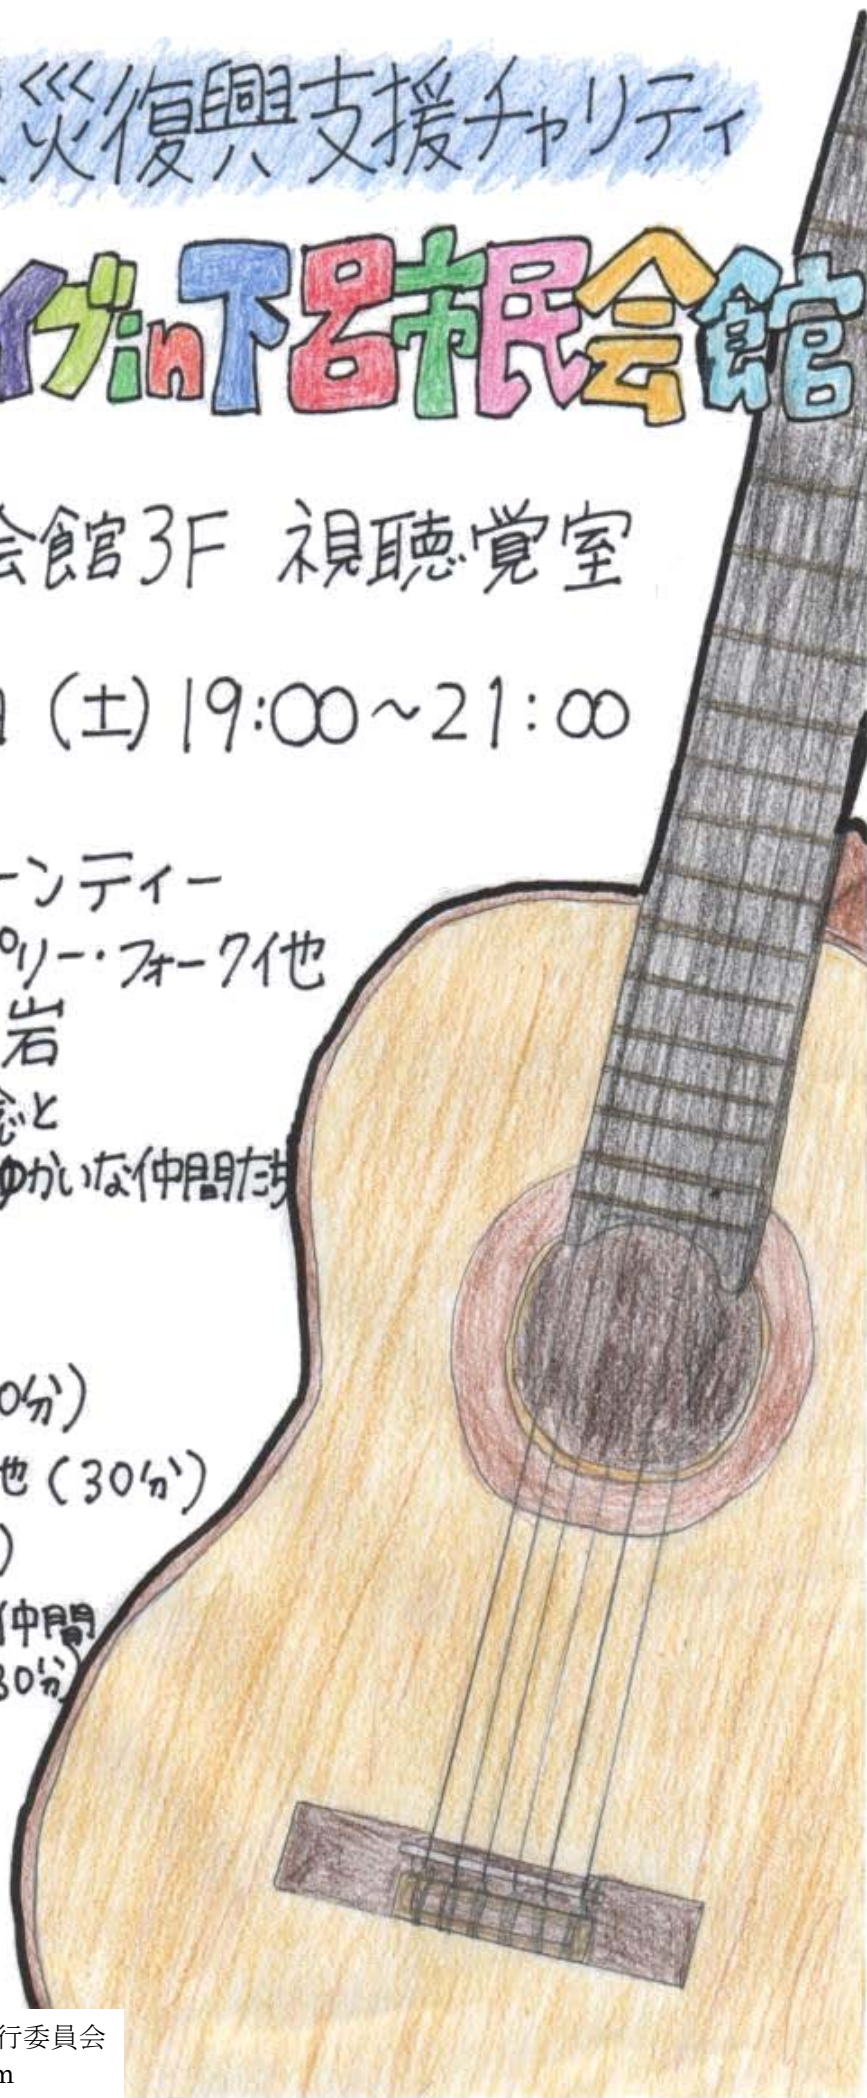 災復興支援チャリティ
イブin下呂市民会館
会館3F 視聴覚室
(土) 19:00~21:00
ーンティー
プリー・フォークイ他
岩
と
ゆかいな仲間たち
0分)
他 (30分)
)
仲間
30分)
行委員会
m